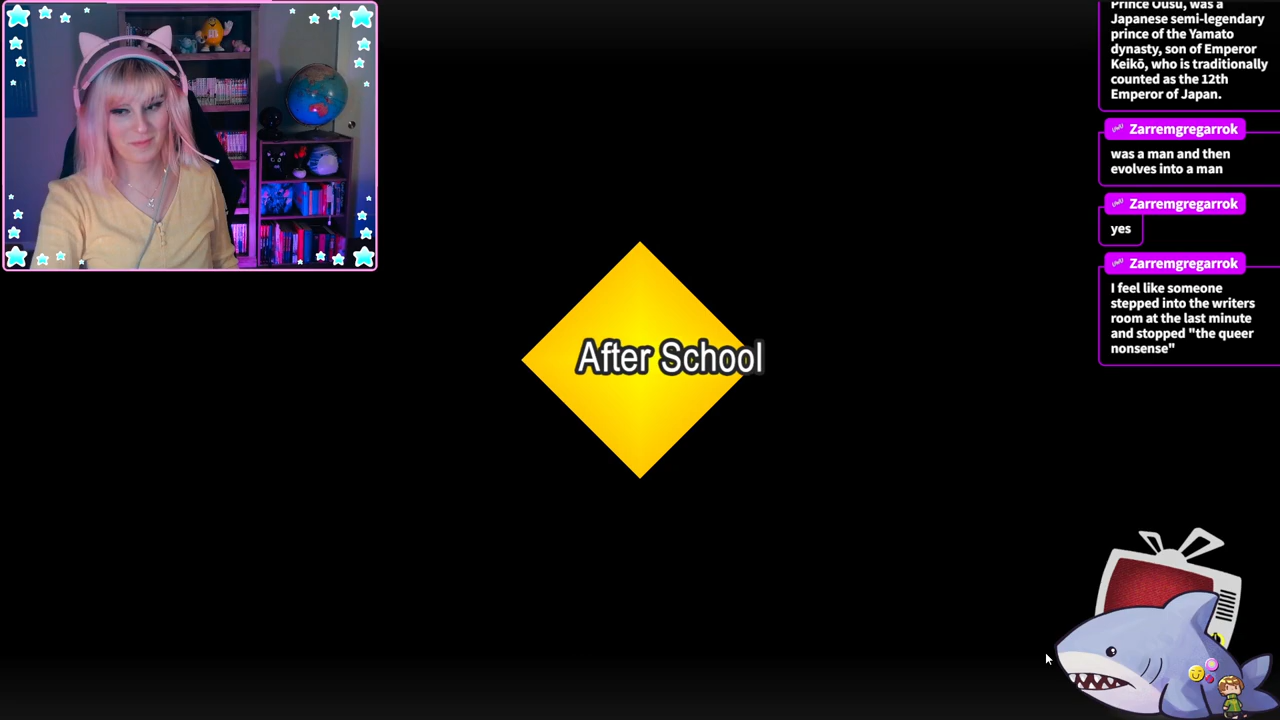 Prince Ousu, was a
Japanese semi-legendary
prince of the Yamato
dynasty, son of Emperor
Keikō, who is traditionally
counted as the 12th
Emperor of Japan.
Zarremgregarrok
was a man and then
evolves into a man
Zarremgregarrok
yes
Zarremgregarrok
I feel like someone
stepped into the writers
room at the last minute
and stopped "the queer
nonsense"
After School